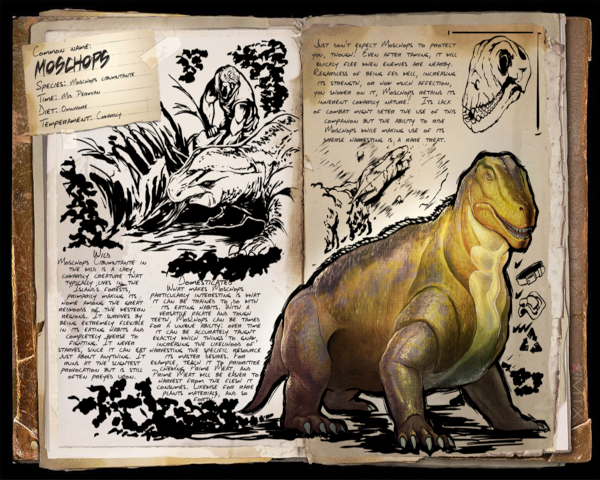 Common name:
Moschops
Species: Moschops cibumutante
Time: Mid Permian
Diet: Omnivore
Temperament: Cowardly
Wild
Moschops Cibumutante in
the wild is a lazy,
cowardly creature that
typically lives in the
Island's forests,
primarily making its
home among the great
redwoods of the western
regions. It survives by
being extremely flexible
in its eating habits and
completely averse to
fighting. It never
starves, since it can eat
just about anything. It
runs at the slightest
provocation but is still
often preyed upon.
Domesticated
What makes Moschops
particularly interesting is what
it can be trained to do with
its eating habits. With a
versatile palate and tough
teeth, Moschops can be tamed
for a unique ability: over time
it can be accurately taught
exactly which things to chomp,
increasing the likelihood of
harvesting the specific resource
its master desires. For
example, teach it to prioritize
chewing Prime Meat, and
Prime Meat will be easier to
harvest from the flesh it
consumes. Likewise for rare
plants materials, and so
forth!
Just don't expect Moschops to protect
you, though! Even after taming, it will
quickly flee when enemies are nearby.
Regardless of being fed well, increasing
its strength, or how much affection,
you shower on it, Moschops retains its
inherent cowardly nature! Its lack
of combat might deter the use of this
companion but the ability to ride
Moschops while making use of its
diverse harvesting is a rare treat.